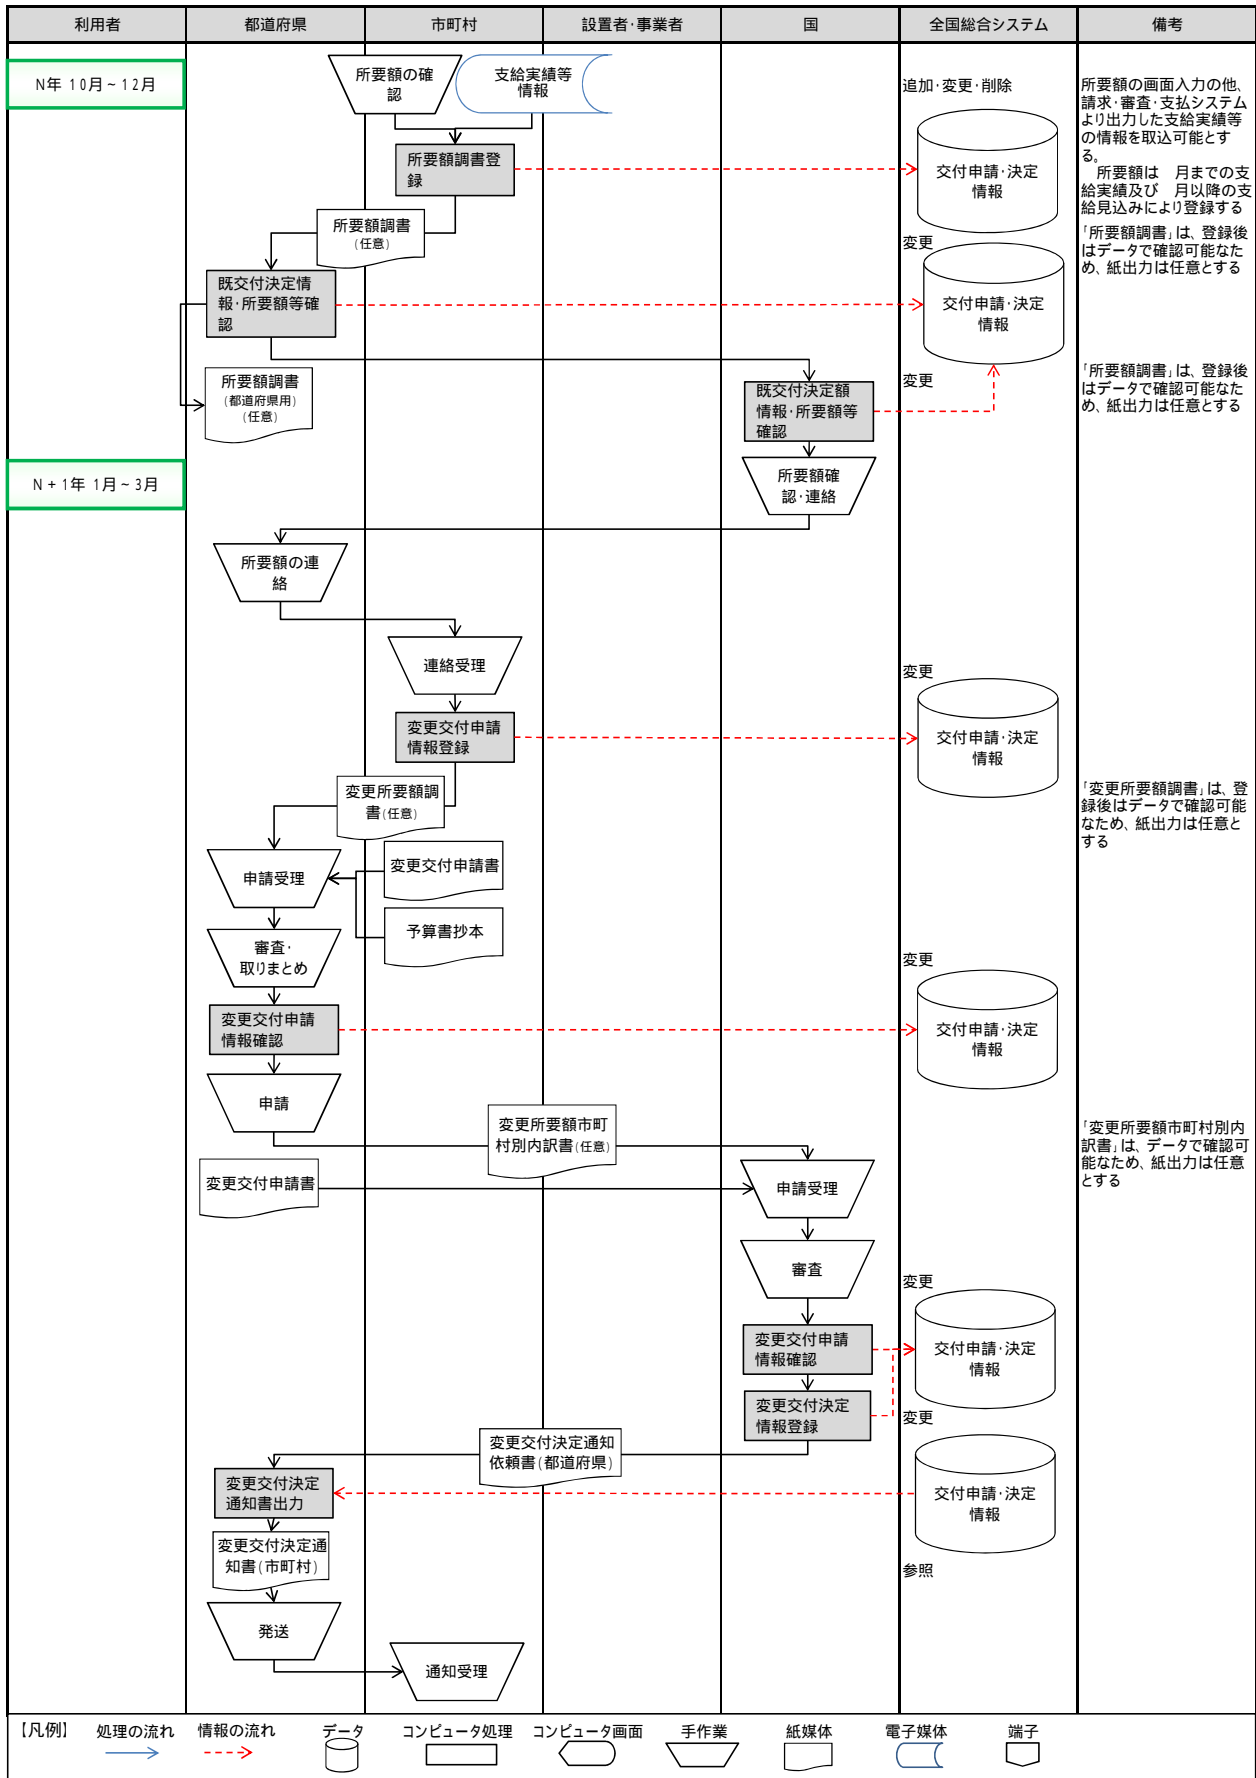 利用者
都道府県
市町村
設置者・事業者
国
全国総合システム
備考
N年 10月~12月
所要額の確
認
支給実績等
情報
追加・変更・削除
所要額の画面入力の他、
請求・審査・支払システム
より出力した支給実績等
の情報を取込可能とす
る。
所要額は　月までの支
給実績及び　月以降の支
給見込みにより登録する
所要額調書登
録
交付申請・決定
情報
所要額調書
(任意)
変更
「所要額調書」は、登録後
はデータで確認可能なた
め、紙出力は任意とする
既交付決定情
報・所要額等確
認
交付申請・決定
情報
所要額調書
(都道府県用)
(任意)
既交付決定額
情報・所要額等
確認
変更
「所要額調書」は、登録後
はデータで確認可能なた
め、紙出力は任意とする
N + 1年 1月~3月
所要額確
認・連絡
所要額の連
絡
連絡受理
変更
変更交付申請
情報登録
交付申請・決定
情報
変更所要額調
書(任意)
「変更所要額調書」は、登
録後はデータで確認可能
なため、紙出力は任意と
する
申請受理
変更交付申請書
予算書抄本
審査・
取りまとめ
変更
変更交付申請
情報確認
交付申請・決定
情報
申請
変更所要額市町
村別内訳書(任意)
「変更所要額市町村別内
訳書」は、データで確認可
能なため、紙出力は任意
とする
変更交付申請書
申請受理
審査
変更
変更交付申請
情報確認
交付申請・決定
情報
変更交付決定
情報登録
変更
変更交付決定通知
依頼書(都道府県)
変更交付決定
通知書出力
交付申請・決定
情報
変更交付決定通
知書(市町村)
参照
発送
通知受理
【凡例】
処理の流れ
情報の流れ
データ
コンピュータ処理
コンピュータ画面
手作業
紙媒体
電子媒体
端子